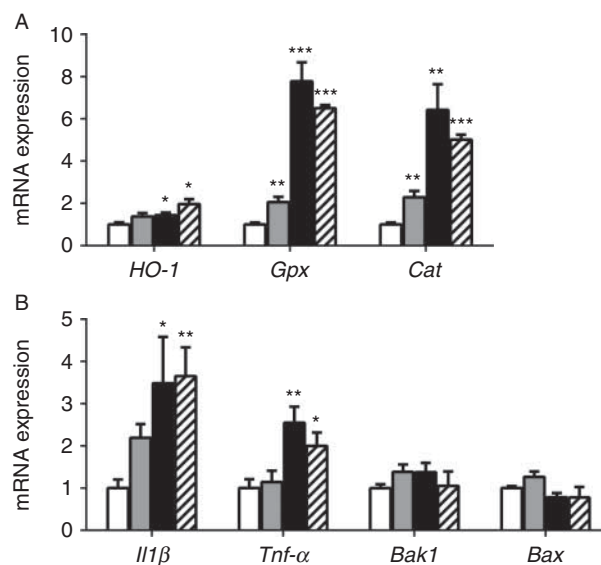 A
mRNA expression
10
8
6
4
2
0
* * ** *** *** ** ** ***
HO-1 Gpx Cat
B
mRNA expression
5
4
3
2
1
0
* ** ** *
Il1β Tnf-α Bak1 Bax